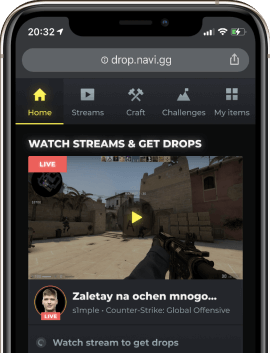 20:32
drop.navi.gg
Home
Streams
Craft
Challenges
My items
WATCH STREAMS & GET DROPS
LIVE
Zaletay na ochen mnogo...
LIVE
s1mple • Counter-Strike: Global Offensive
Watch stream to get drops